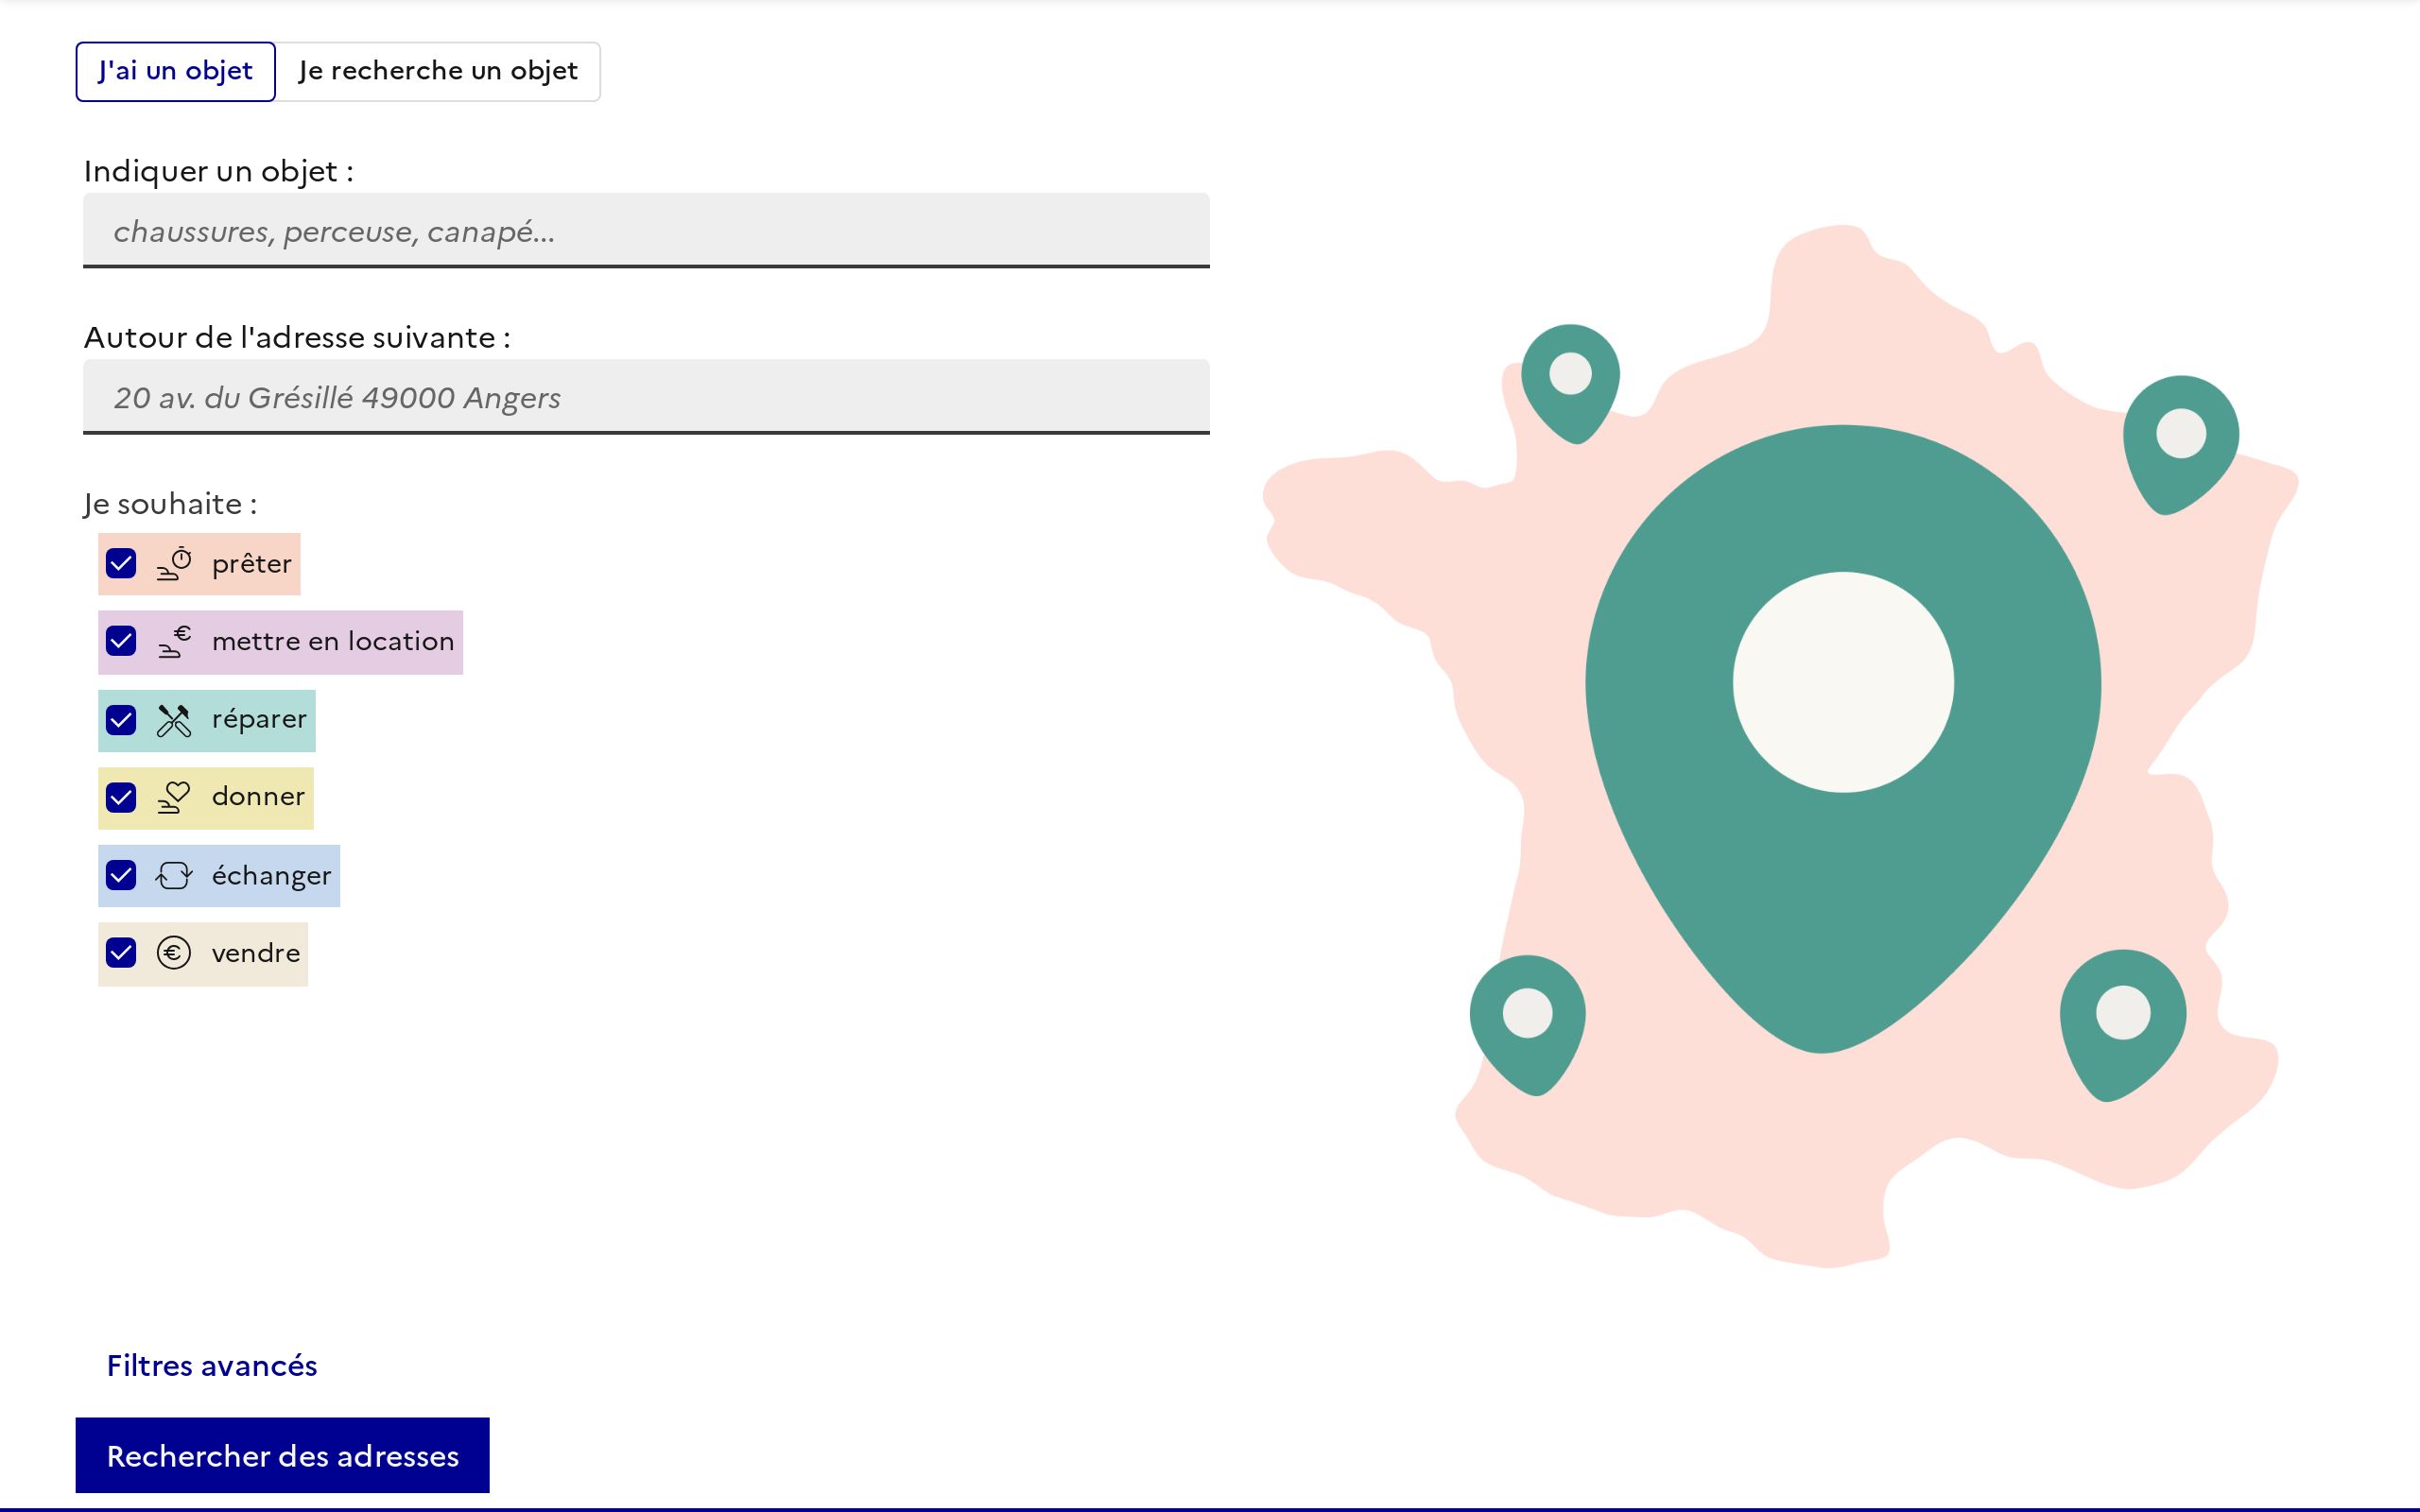 J'ai un objet
Je recherche un objet
Indiquer un objet :
chaussures, perceuse, canapé...
Autour de l'adresse suivante :
20 av. du Grésillé 49000 Angers
Je souhaite :
prêter
mettre en location
réparer
donner
échanger
vendre
Filtres avancés
Rechercher des adresses